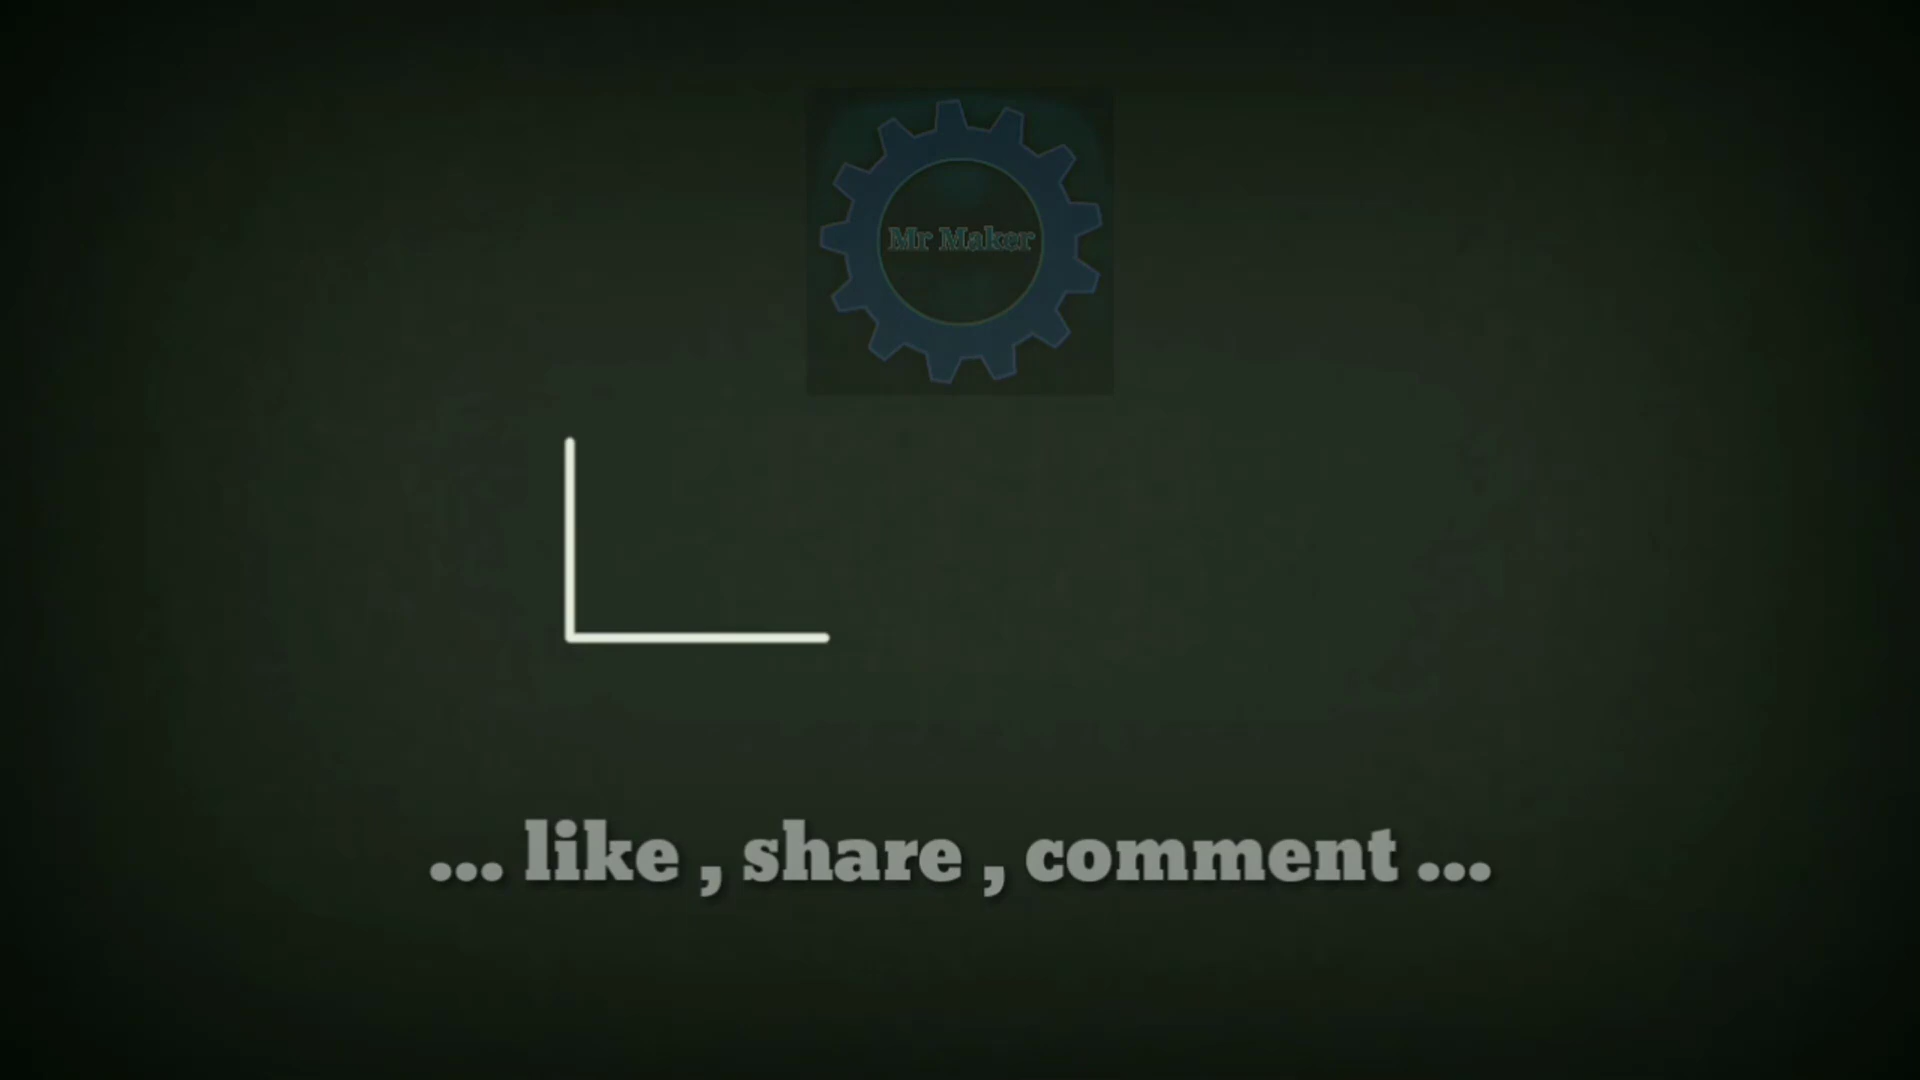 Mr Maker
... like , share , comment ...